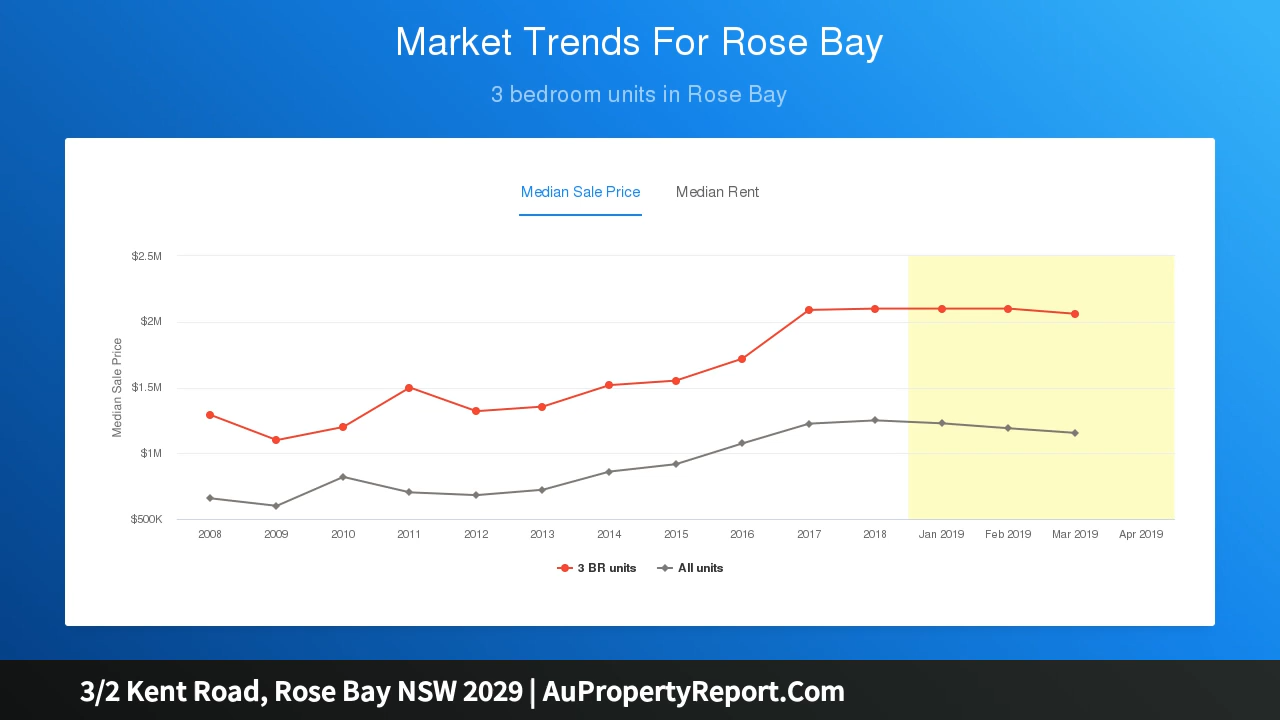 Market Trends For Rose Bay
3 bedroom units in Rose Bay
Median Sale Price
Median Rent
$2.5M
$2M
$1.5M
$1M
$500K
Median Sale Price
2008
2009
2010
2011
2012
2013
2014
2015
2016
2017
2018
Jan 2019
Feb 2019
Mar 2019
Apr 2019
3 BR units
All units
3/2 Kent Road, Rose Bay NSW 2029 | AuPropertyReport.Com